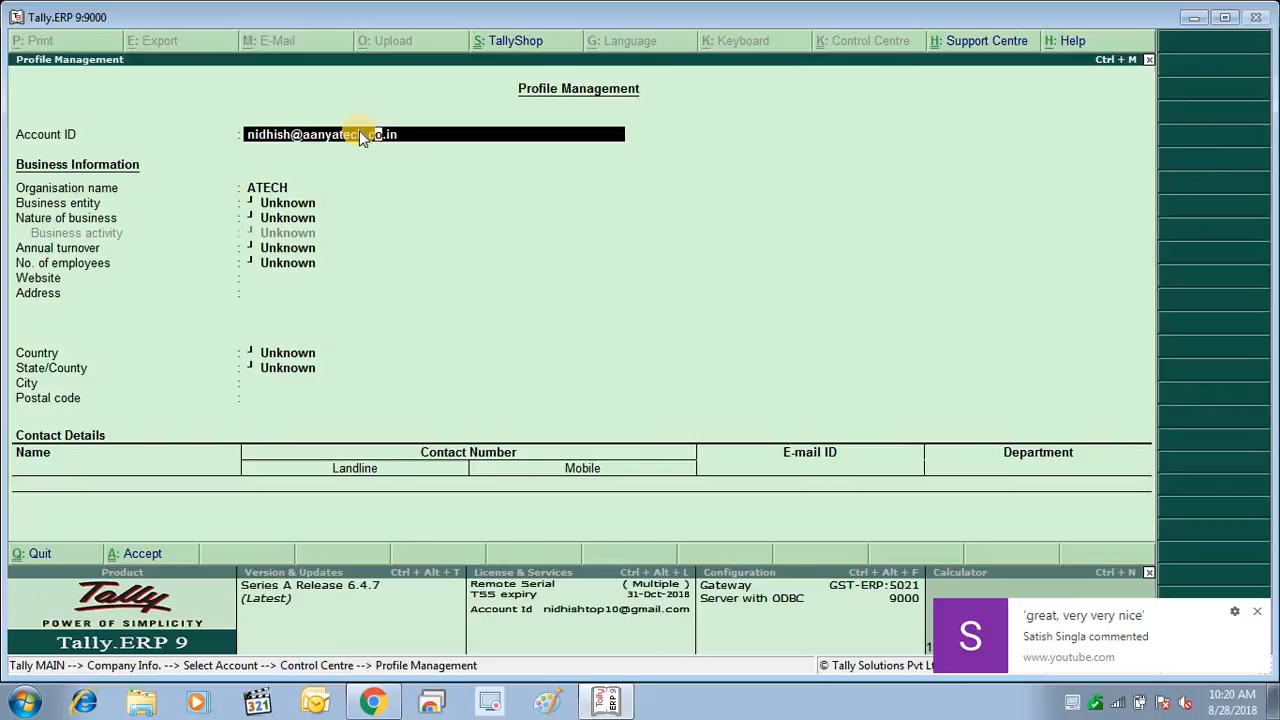 Tally.ERP 9:9000
P: Print E: Export M: E-Mail O: Upload S: TallyShop G: Language K: Keyboard K: Control Centre H: Support Centre H: Help
Profile Management Ctrl + M
Profile Management
Account ID : nidhish@aanyatech.co.in
Business Information
Organisation name : ATECH
Business entity : Unknown
Nature of business : Unknown
Business activity : Unknown
Annual turnover : Unknown
No. of employees : Unknown
Website :
Address :
Country : Unknown
State/County : Unknown
City :
Postal code :
Contact Details
Name Contact Number E-mail ID Department
Landline Mobile
Q: Quit A: Accept
Product Version & Updates Ctrl + Alt + T License & Services Ctrl + Alt + L Configuration Ctrl + Alt + F Calculator Ctrl + N
Tally
POWER OF SIMPLICITY
Tally.ERP 9
Series A Release 6.4.7
(Latest)
Remote Serial ( Multiple )
TSS expiry 31-Oct-2018
Account Id nidhishtop10@gmail.com
Gateway GST-ERP:5021
Server with ODBC 9000
S
'great, very very nice'
Satish Singla commented
www.youtube.com
Tally MAIN --> Company Info. --> Select Account --> Control Centre --> Profile Management © Tally Solutions Pvt
321
Tally ERP 9
10:20 AM
8/28/2018